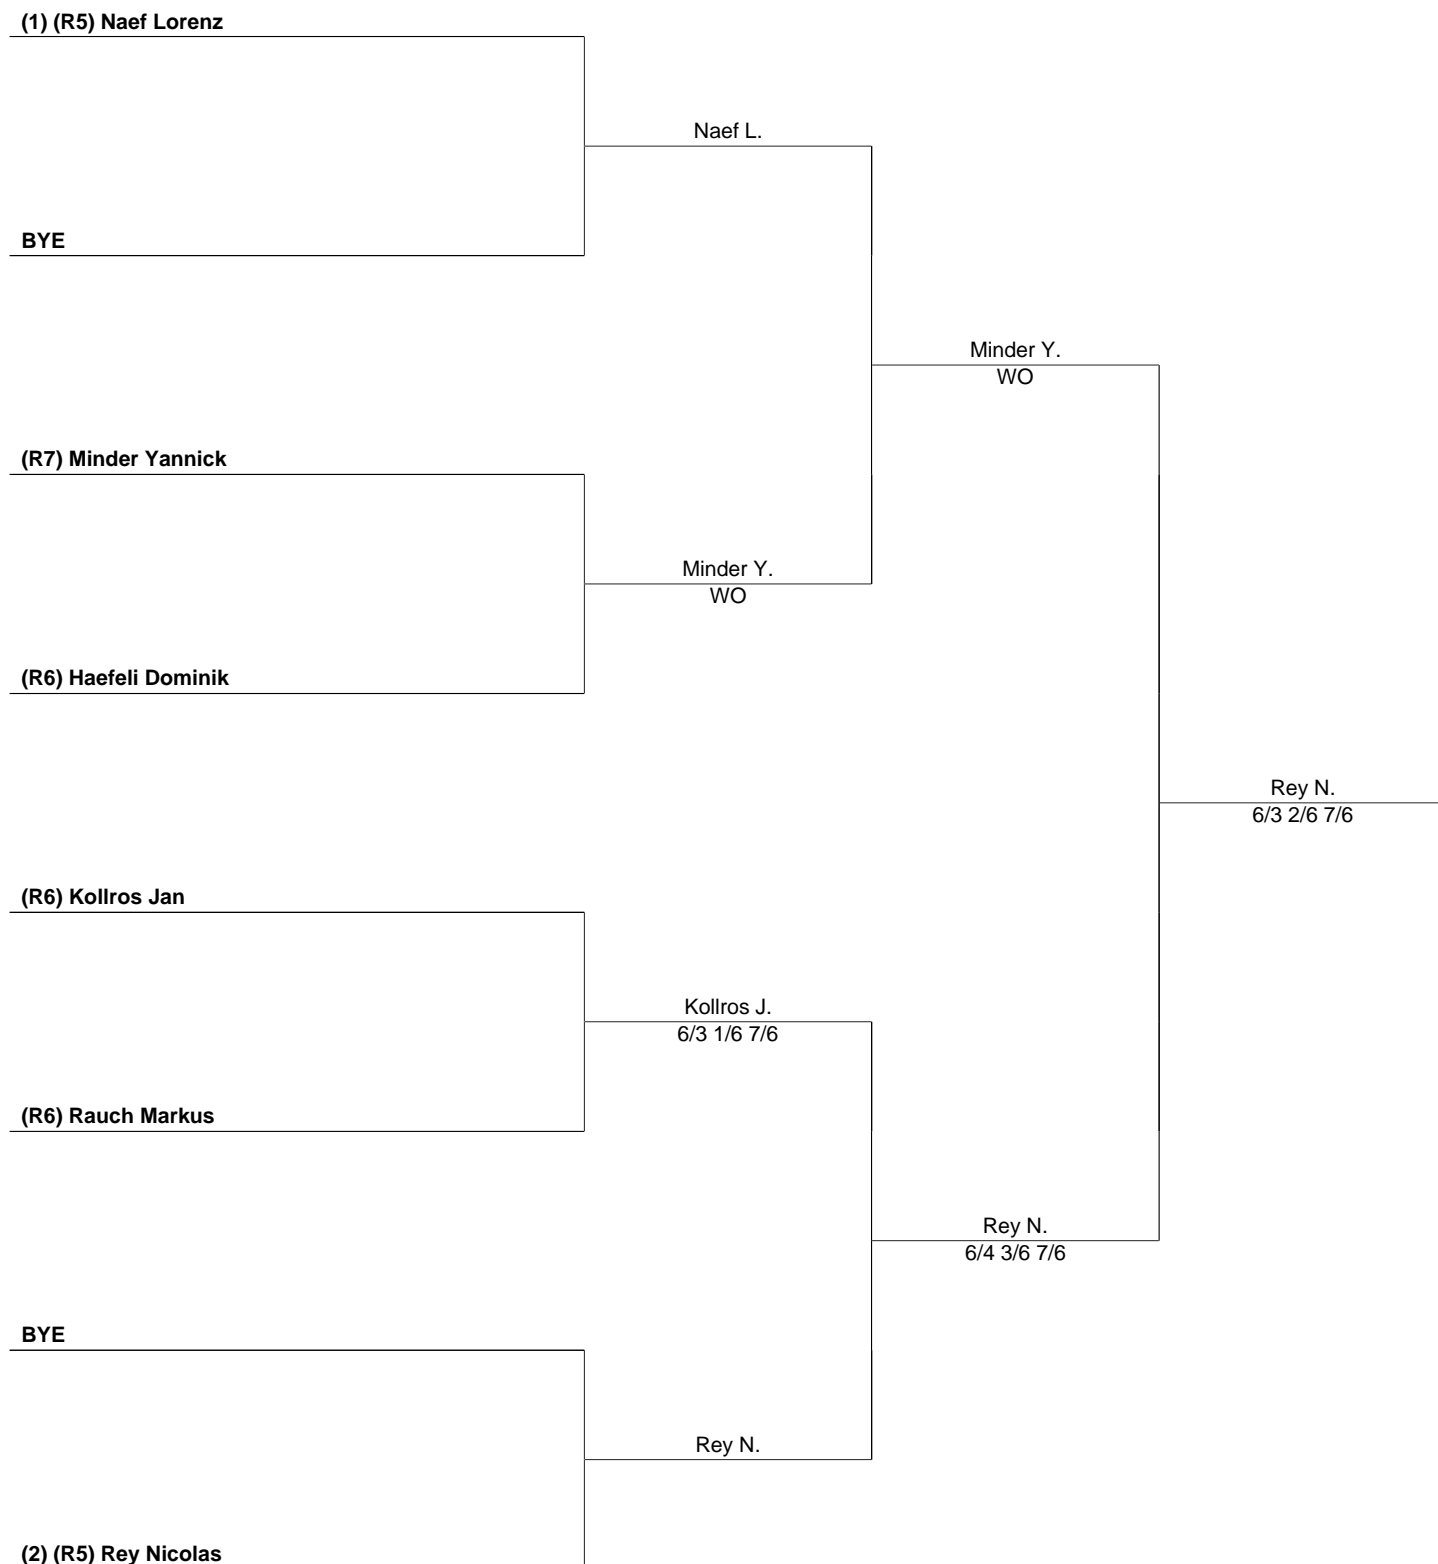 (1) (R5) Naef Lorenz
Naef L.
BYE
Minder Y.
WO
(R7) Minder Yannick
Minder Y.
WO
(R6) Haefeli Dominik
Rey N.
6/3 2/6 7/6
(R6) Kollros Jan
Kollros J.
6/3 1/6 7/6
(R6) Rauch Markus
Rey N.
6/4 3/6 7/6
BYE
Rey N.
(2) (R5) Rey Nicolas